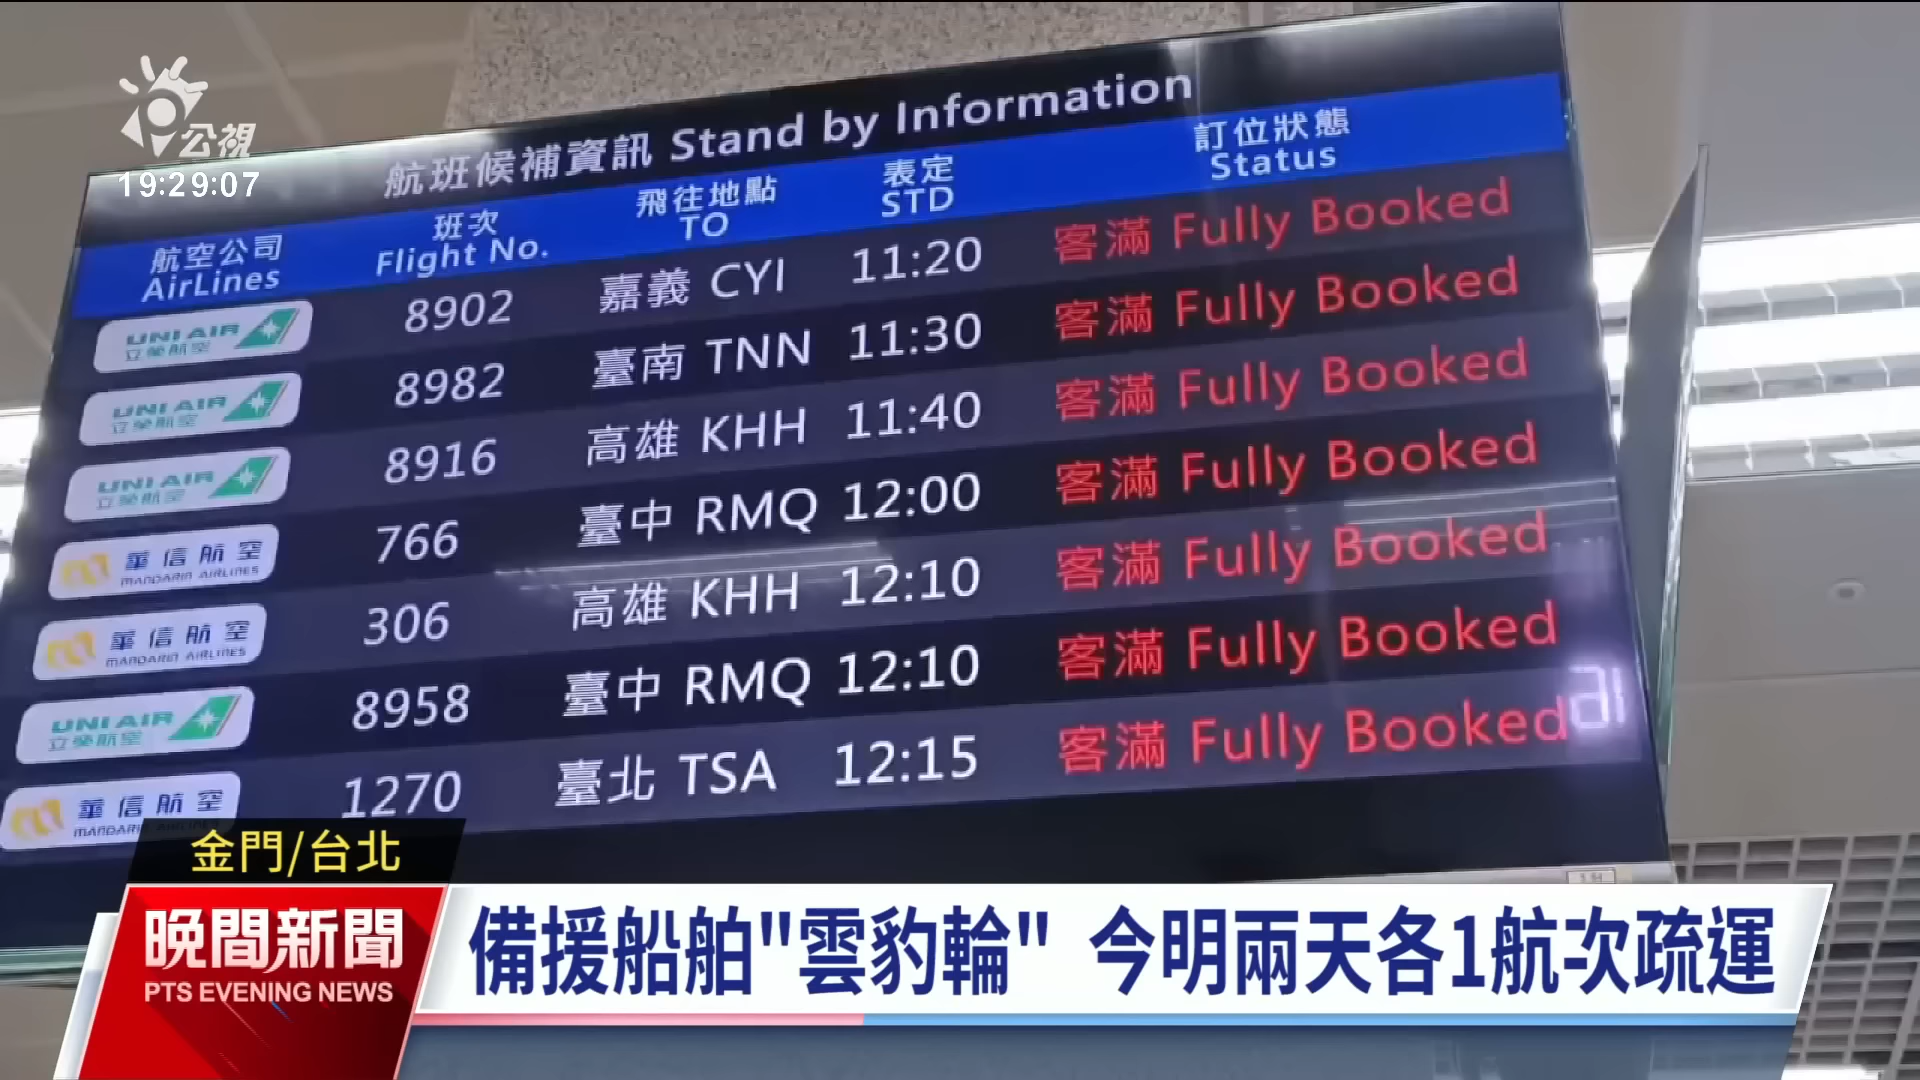 公視
19:29:07
航班候補資訊 Stand by Information
航空公司 班次 飛往地點 表定 訂位狀態
AirLines Flight No. TO STD Status
UNI AIR 立榮航空 8902 嘉義 CYI 11:20 客滿 Fully Booked
UNI AIR 立榮航空 8982 臺南 TNN 11:30 客滿 Fully Booked
UNI AIR 立榮航空 8916 高雄 KHH 11:40 客滿 Fully Booked
華信航空 MANDARIN AIRLINES 766 臺中 RMQ 12:00 客滿 Fully Booked
華信航空 MANDARIN AIRLINES 306 高雄 KHH 12:10 客滿 Fully Booked
UNI AIR 立榮航空 8958 臺中 RMQ 12:10 客滿 Fully Booked
華信航空 MANDARIN AIRLINES 1270 臺北 TSA 12:15 客滿 Fully Booked
金門/台北
晚間新聞
PTS EVENING NEWS
備援船舶"雲豹輪" 今明兩天各1航次疏運